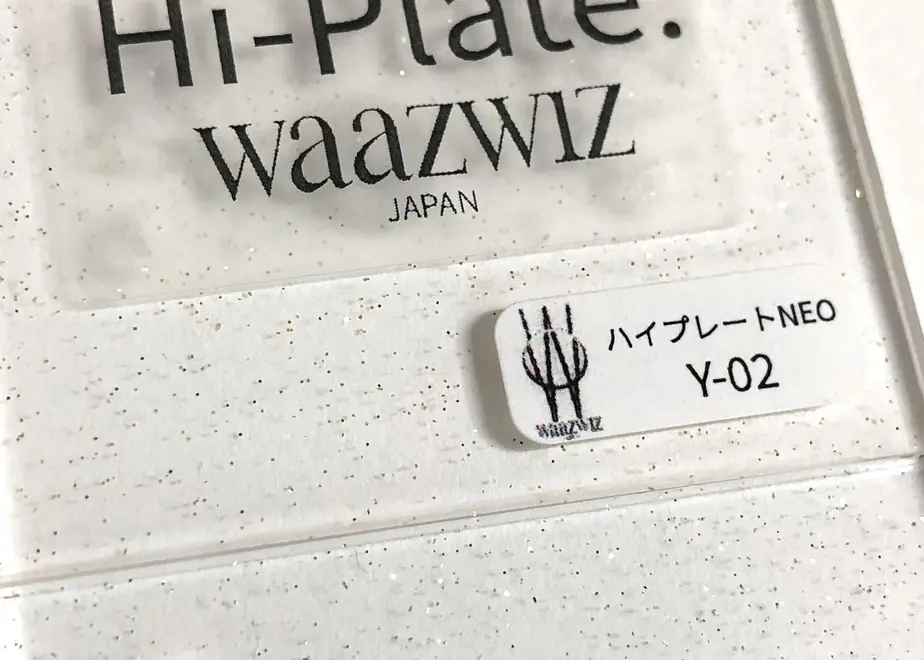 Hi-Plate.
waazwiz
JAPAN
ハイプレートNEO
Y-02
waazwiz